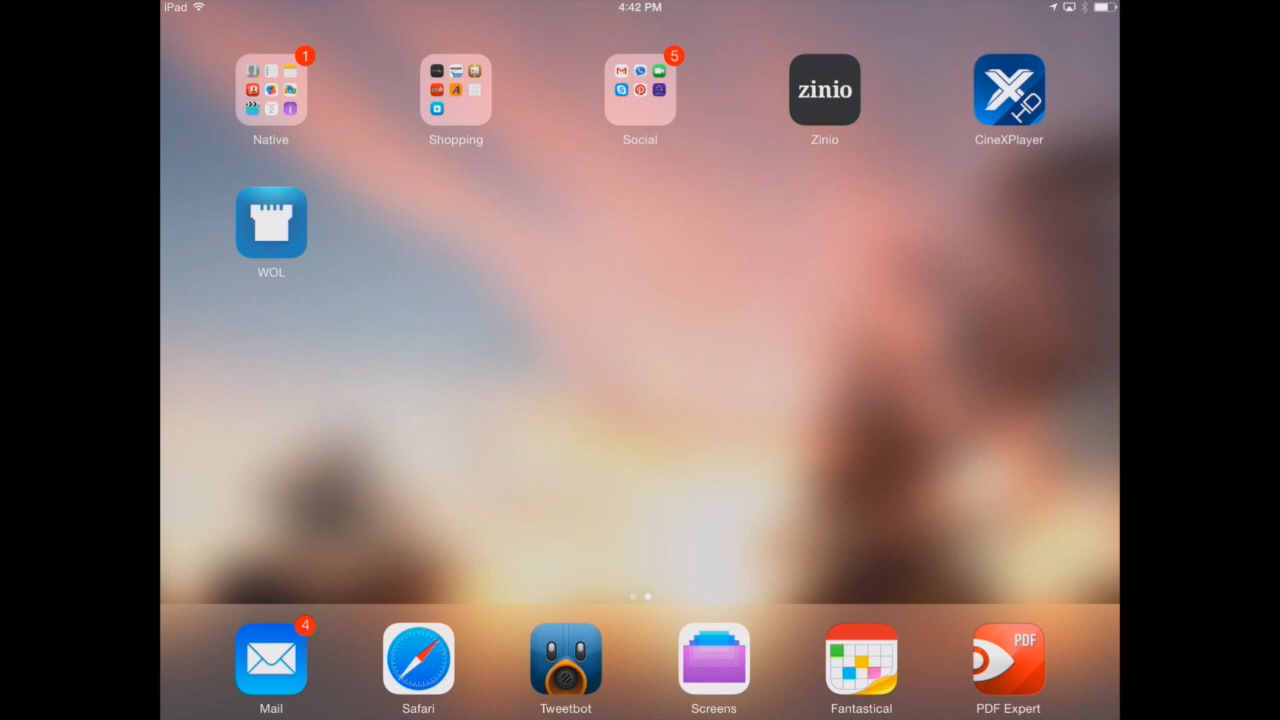 iPad
4:42 PM
1
5
zinio
Native
Shopping
Social
Zinio
CineXPlayer
WOL
4
PDF
Mail
Safari
Tweetbot
Screens
Fantastical
PDF Expert